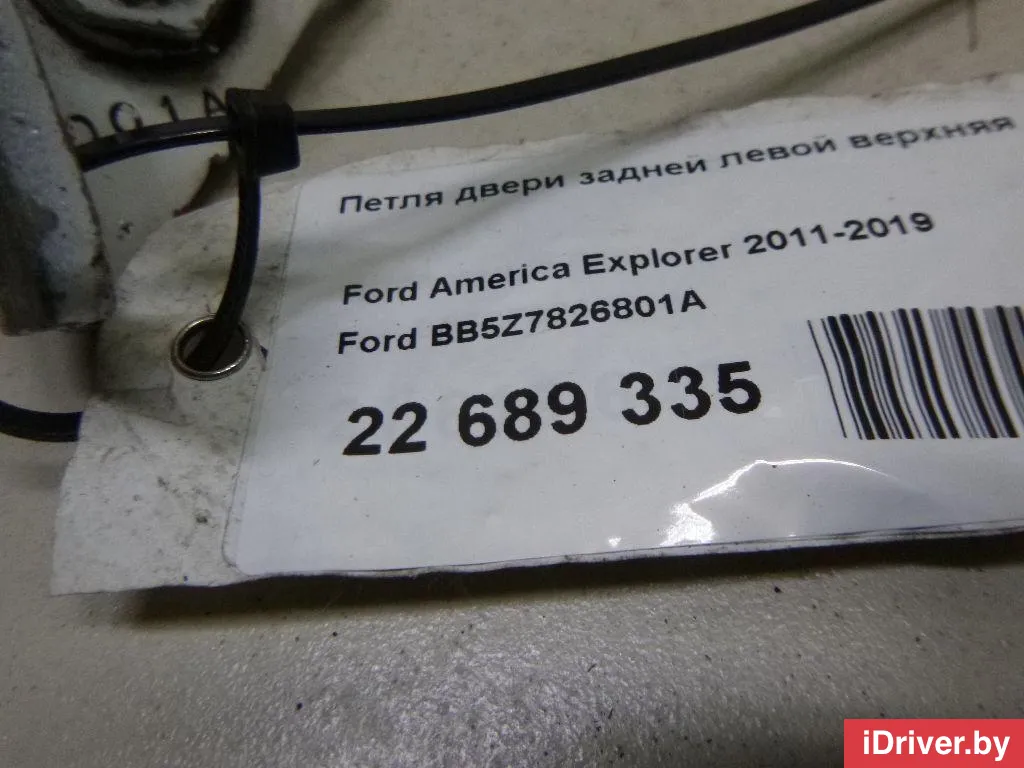 Петля двери задней левой верхняя
Ford America Explorer 2011-2019
Ford BB5Z7826801A
22 689 335
iDriver.by